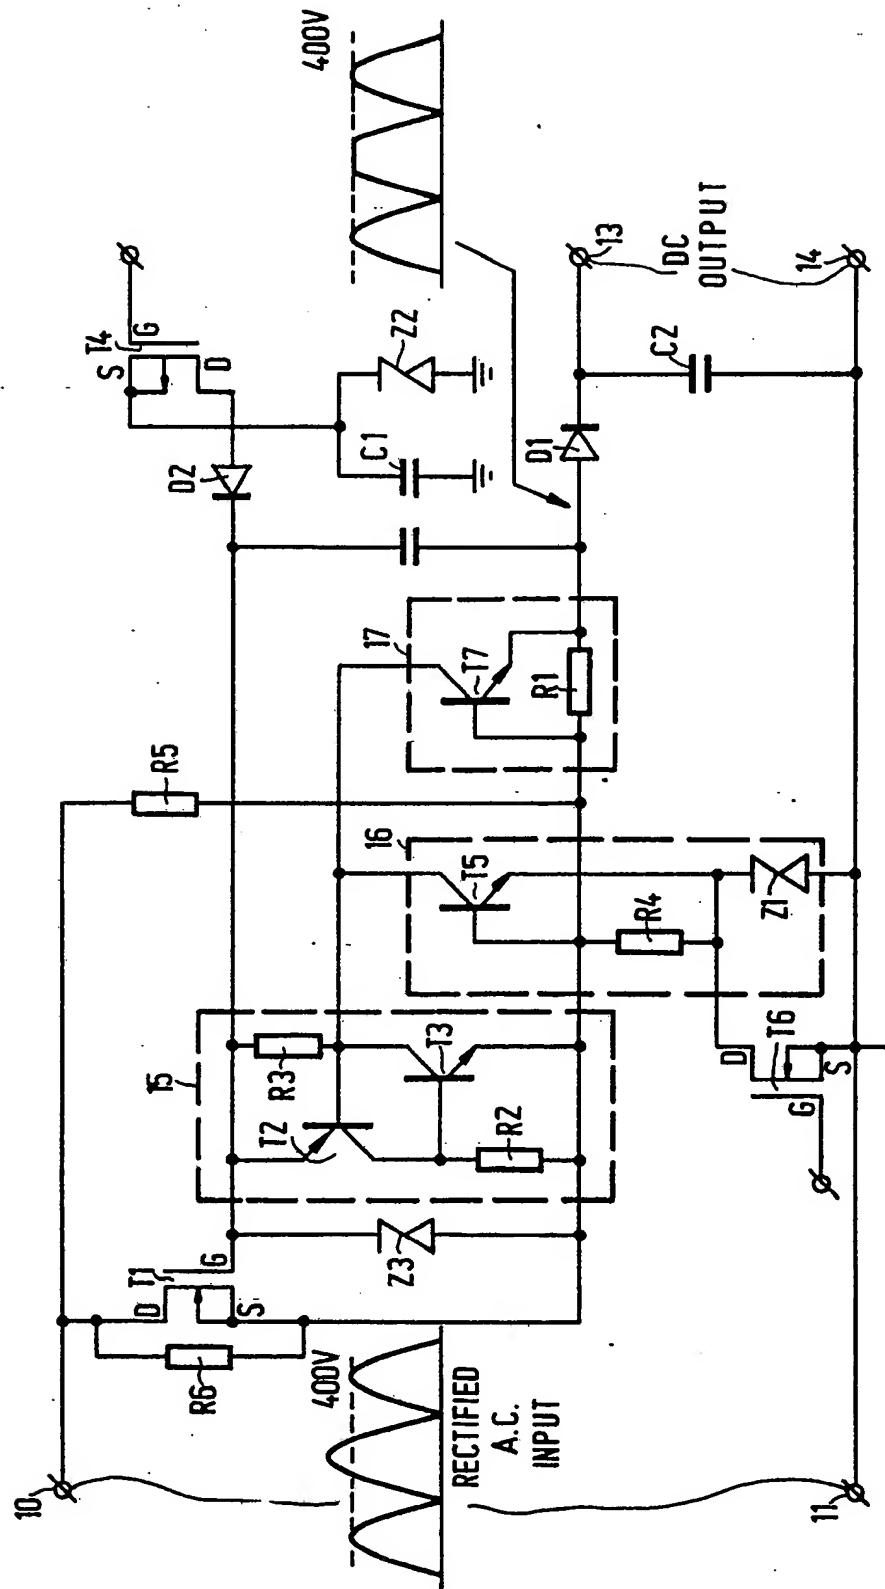 10
R6
D
T1
S
G
400V
RECTIFIED
A.C.
INPUT
11
15
T2
R3
T3
R2
Z3
R5
16
T5
R4
Z1
D
T6
G
S
17
T7
R1
D2
S
T4
G
D
C1
Z2
400V
D1
C2
13
DC
OUTPUT
14